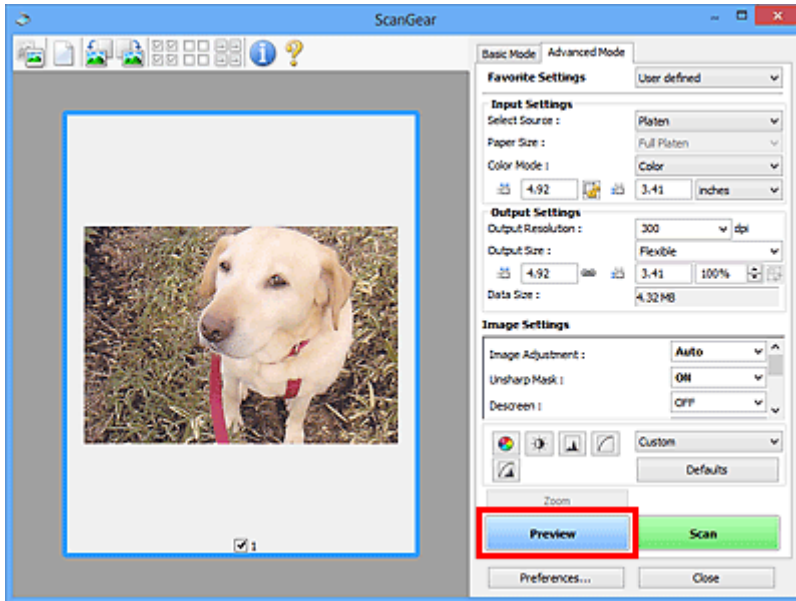 ScanGear
Basic Mode Advanced Mode
Favorite Settings User defined
Input Settings
Select Source : Platen
Paper Size : Full Platen
Color Mode : Color
4.92 3.41 inches
Output Settings
Output Resolution : 300 dpi
Output Size : Flexible
4.92 3.41 100%
Data Size : 4.32 MB
Image Settings
Image Adjustment : Auto
Unsharp Mask : ON
Descreen : OFF
Custom
Defaults
Zoom
Preview Scan
Preferences... Close
1